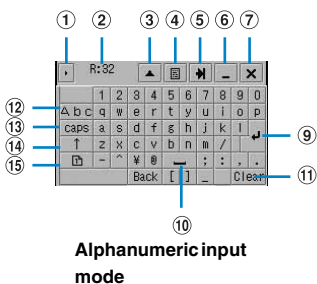 ① ② ③ ④ ⑤ ⑥ ⑦
R:32
1 2 3 4 5 6 7 8 9 0
⑫ △ b c q w e r t y u i o p
⑬ caps a s d f g h j k l ↵ ⑨
⑭ ↑ z x c v b n m /
⑮ - ^ ¥ @ ; : , .
Back [ ] _ Clear
⑩ ⑪
Alphanumeric input
mode